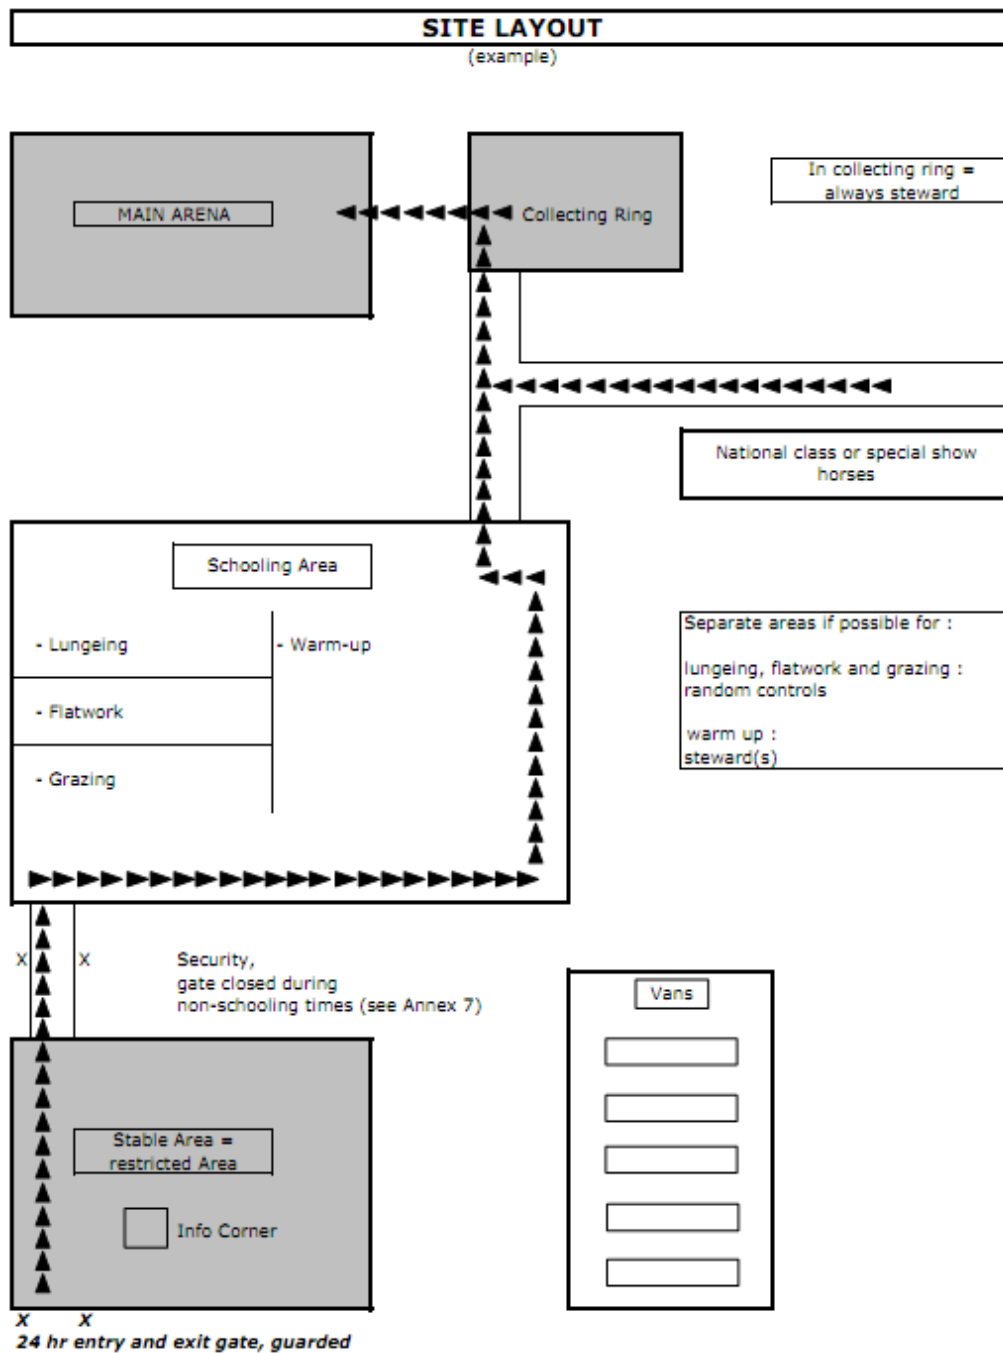 SITE LAYOUT
(example)
MAIN ARENA
Collecting Ring
In collecting ring =
always steward
National class or special show
horses
Schooling Area
- Lungeing
- Warm-up
- Flatwork
- Grazing
Separate areas if possible for :
lungeing, flatwork and grazing :
random controls
warm up :
steward(s)
X X
Security,
gate closed during
non-schooling times (see Annex 7)
Vans
Stable Area =
restricted Area
Info Corner
X X
24 hr entry and exit gate, guarded